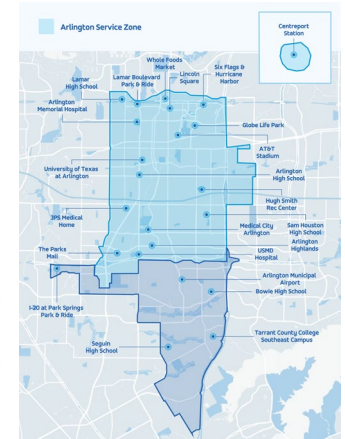 Arlington Service Zone
Centreport
Station
Whole Foods
Market
Six Flags &
Hurricane
Harbor
Lamar
High School
Lamar Boulevard
Park & Ride
Lincoln
Square
Arlington
Memorial Hospital
Globe Life Park
AT&T
Stadium
University of Texas
at Arlington
Arlington
High School
Hugh Smith
Rec Center
JPS Medical
Home
Medical City
Arlington
Sam Houston
High School
The Parks
Mall
USMD
Hospital
Arlington
Highlands
Arlington Municipal
Airport
Bowie High School
I-20 at Park Springs
Park & Ride
Seguin
High School
Tarrant County College
Southeast Campus